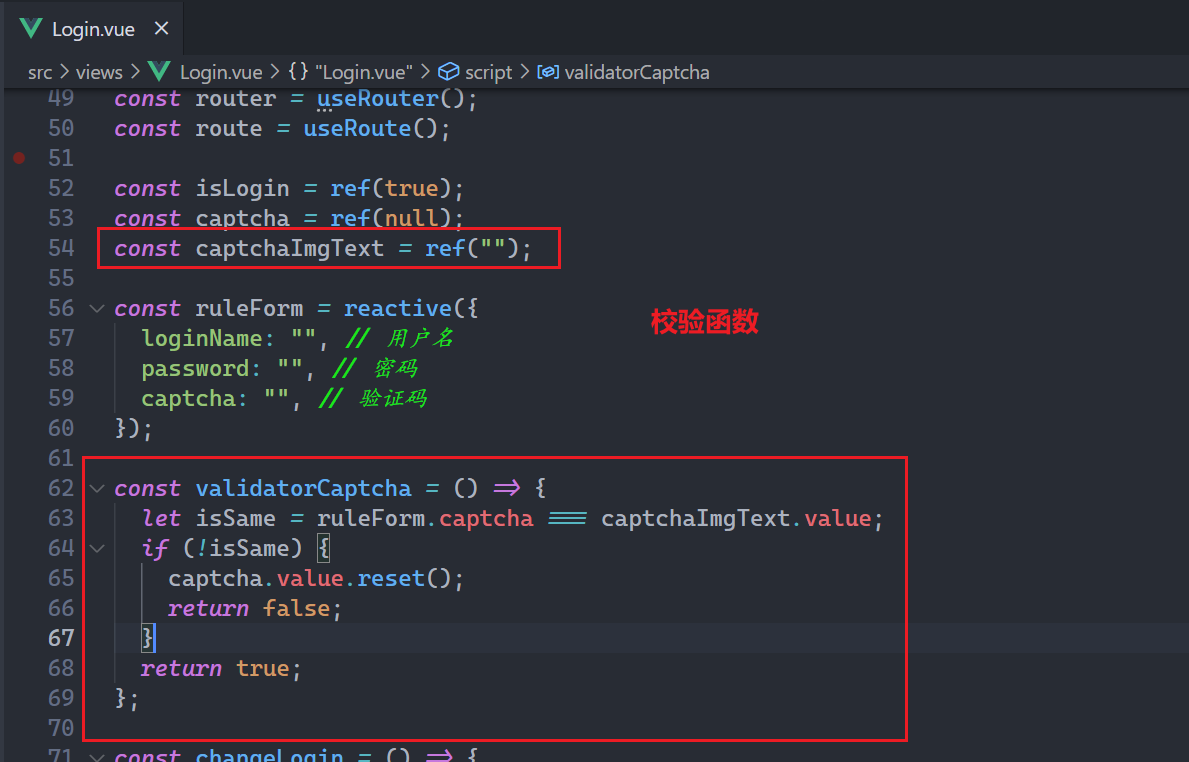 Login.vue
src > views > Login.vue > {} "Login.vue" > script > validatorCaptcha
49 const router = useRouter();
50 const route = useRoute();
51
52 const isLogin = ref(true);
53 const captcha = ref(null);
54 const captchaImgText = ref("");
55
56 const ruleForm = reactive({
校验函数
57 loginName: "", // 用户名
58 password: "", // 密码
59 captcha: "", // 验证码
60 });
61
62 const validatorCaptcha = () => {
63 let isSame = ruleForm.captcha === captchaImgText.value;
64 if (!isSame) {
65 captcha.value.reset();
66 return false;
67 }
68 return true;
69 };
70
71 const changeLogin = () => {